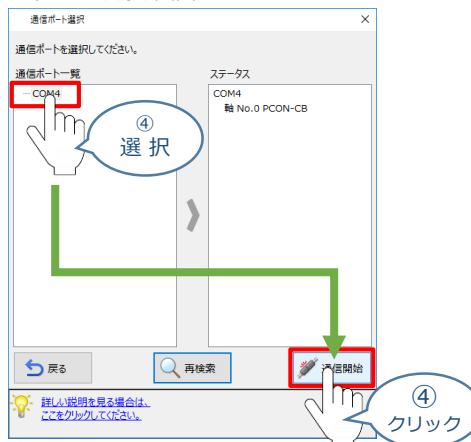 通信ポート選択
通信ポートを選択してください。
通信ポート一覧
ステータス
COM4
COM4
軸 No.0 PCON-CB
④
選 択
戻る
再検索
通信開始
詳しい説明を見る場合は、
ここをクリックしてください。
④
クリック